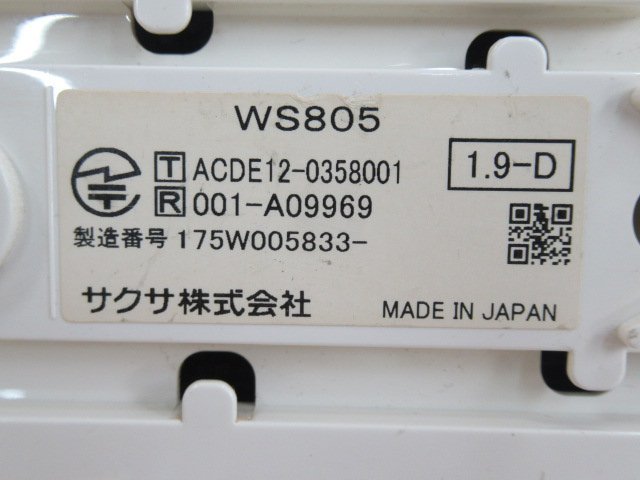 WS805
T ACDE12-0358001
1.9-D
R 001-A09969
製造番号 175W005833-
サクサ株式会社
MADE IN JAPAN